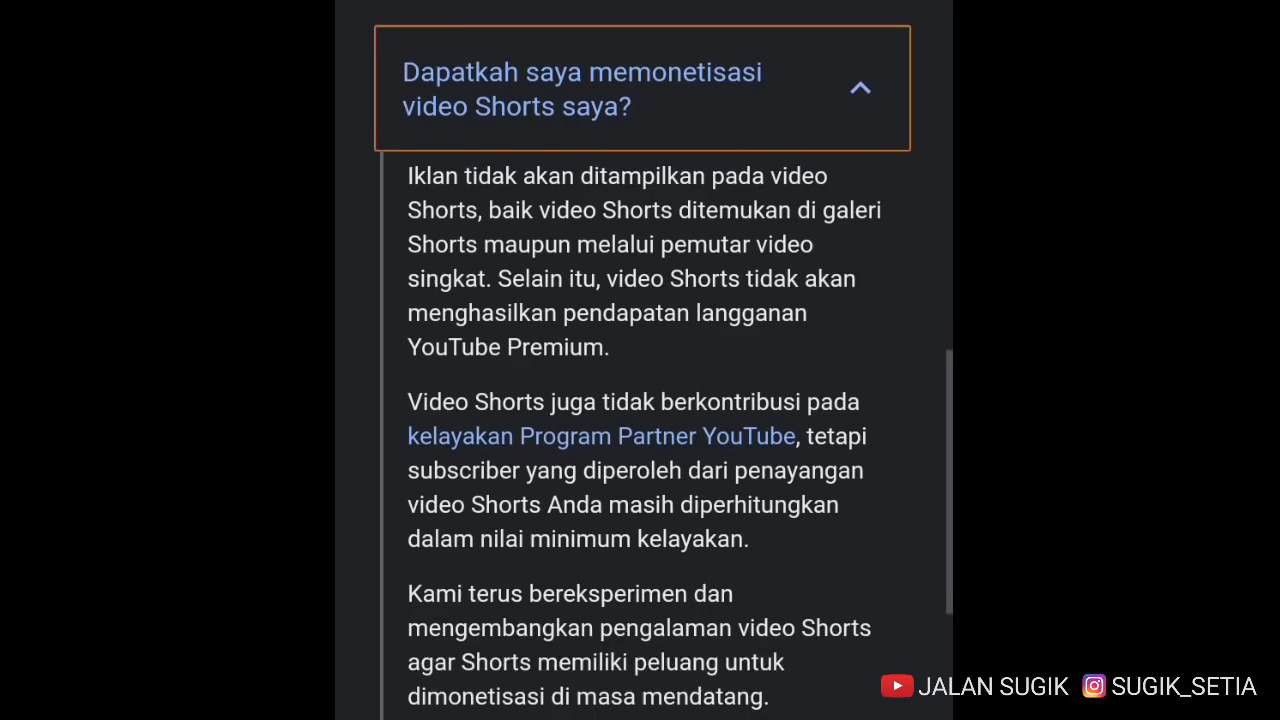 Dapatkah saya memonetisasi
video Shorts saya?
Iklan tidak akan ditampilkan pada video
Shorts, baik video Shorts ditemukan di galeri
Shorts maupun melalui pemutar video
singkat. Selain itu, video Shorts tidak akan
menghasilkan pendapatan langganan
YouTube Premium.
Video Shorts juga tidak berkontribusi pada
kelayakan Program Partner YouTube, tetapi
subscriber yang diperoleh dari penayangan
video Shorts Anda masih diperhitungkan
dalam nilai minimum kelayakan.
Kami terus bereksperimen dan
mengembangkan pengalaman video Shorts
agar Shorts memiliki peluang untuk
dimonetisasi di masa mendatang.
JALAN SUGIK SUGIK_SETIA